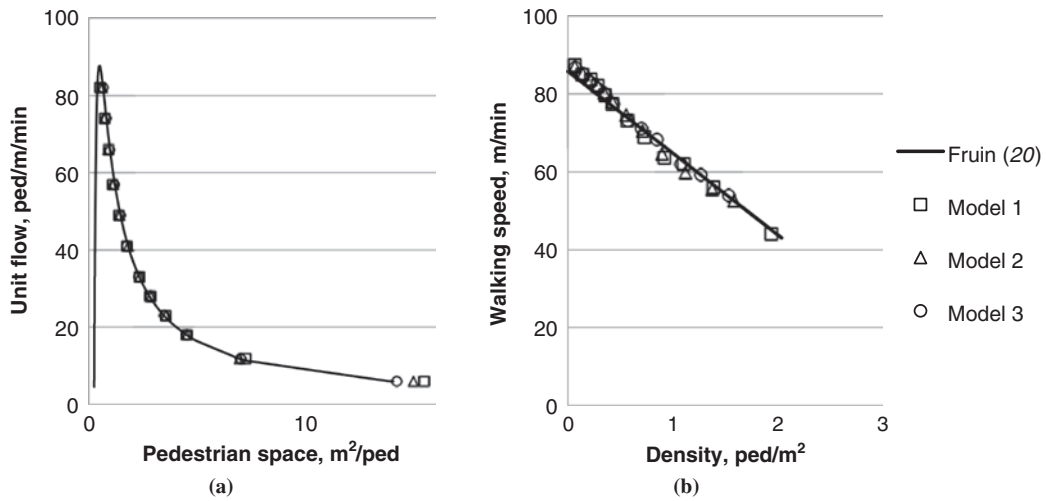 100
80
60
40
20
0
Unit flow, ped/m/min
0 10
Pedestrian space, m²/ped
(a)
100
80
60
40
20
0
Walking speed, m/min
0 1 2 3
Density, ped/m²
(b)
Fruin (20)
Model 1
Model 2
Model 3